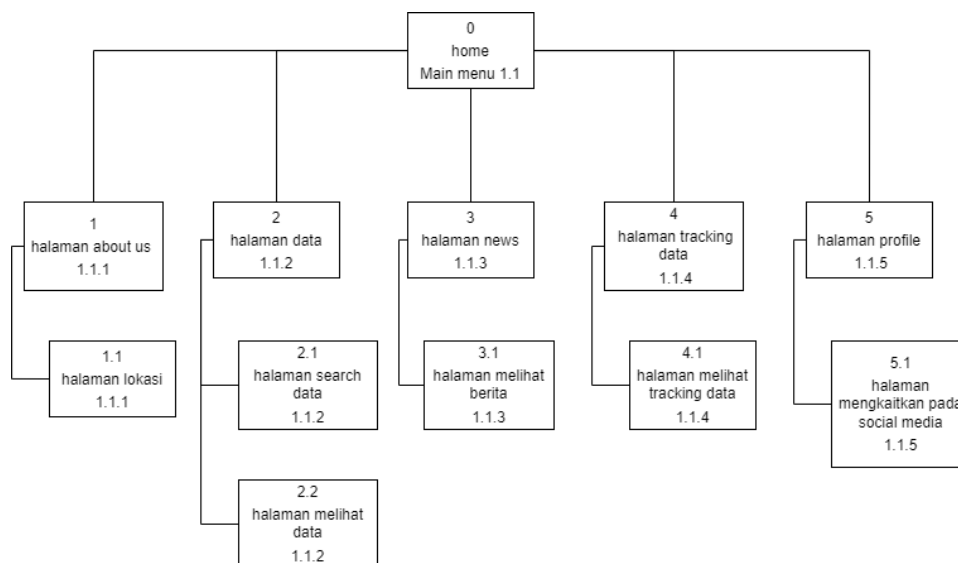 0
home
Main menu 1.1
1
halaman about us
1.1.1
2
halaman data
1.1.2
3
halaman news
1.1.3
4
halaman tracking
data
1.1.4
5
halaman profile
1.1.5
1.1
halaman lokasi
1.1.1
2.1
halaman search
data
1.1.2
3.1
halaman melihat
berita
1.1.3
4.1
halaman melihat
tracking data
1.1.4
5.1
halaman
mengkaitkan pada
social media
1.1.5
2.2
halaman melihat
data
1.1.2